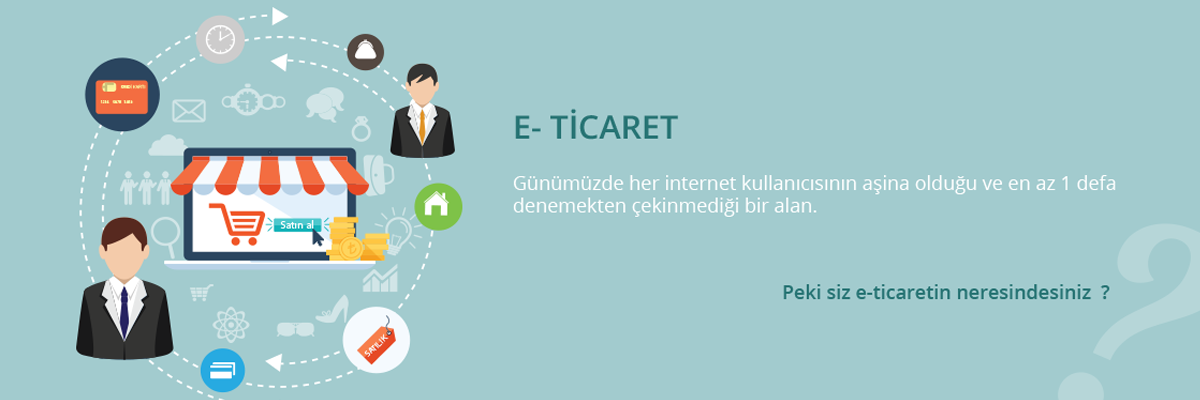 E- TİCARET
Günümüzde her internet kullanıcısının aşina olduğu ve en az 1 defa
denemekten çekinmediği bir alan.
Peki siz e-ticaretin neresindesiniz ?
Satın al
SATILIK
?